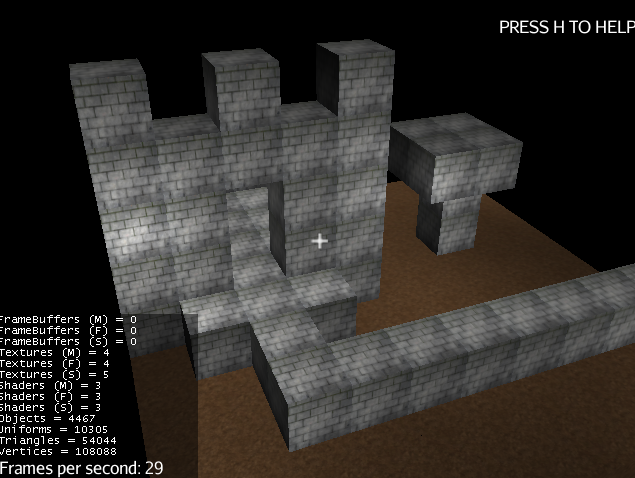 PRESS H TO HELP
FrameBuffers (M) = 0
FrameBuffers (F) = 0
FrameBuffers (S) = 0
Textures (M) = 4
Textures (F) = 4
Textures (S) = 5
Shaders (M) = 3
Shaders (F) = 3
Shaders (S) = 3
Objects = 4467
Uniforms = 10305
Triangles = 54044
Vertices = 108088
Frames per second: 29